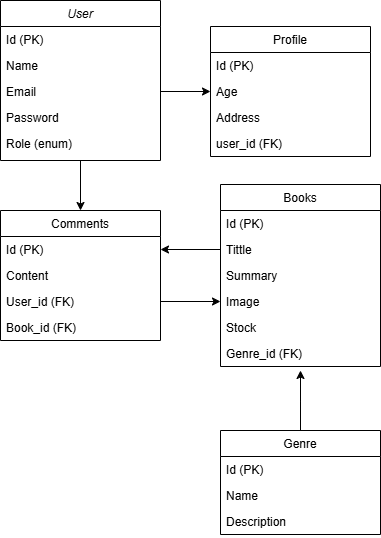 User
Id (PK)
Name
Email
Password
Role (enum)
Profile
Id (PK)
Age
Address
user_id (FK)
Comments
Id (PK)
Content
User_id (FK)
Book_id (FK)
Books
Id (PK)
Tittle
Summary
Image
Stock
Genre_id (FK)
Genre
Id (PK)
Name
Description